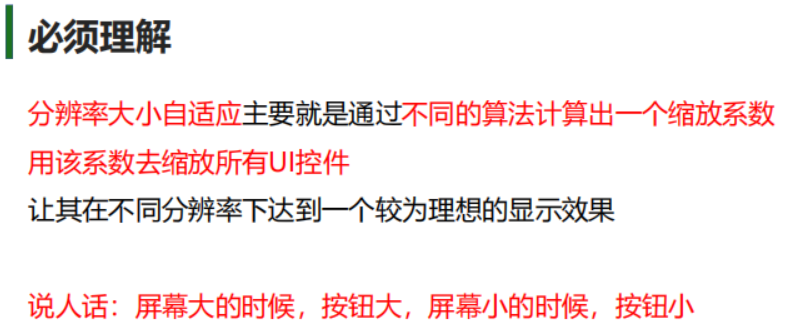 必须理解
分辨率大小自适应主要就是通过不同的算法计算出一个缩放系数
用该系数去缩放所有UI控件
让其在不同分辨率下达到一个较为理想的显示效果
说人话：屏幕大的时候，按钮大，屏幕小的时候，按钮小